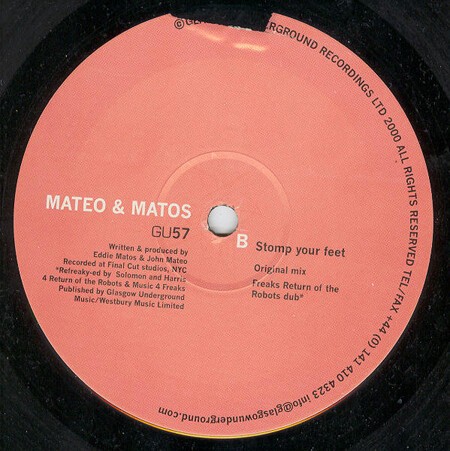 © RECORDINGS LTD 2000 ALL RIGHTS RESERVED TEL/FAX +44 (0) 141 410 4323 info@glasgowunderground.com
MATEO & MATOS
GU57
Written & produced by
Eddie Matos & John Mateo
Recorded at Final Cut studios, NYC
*Refreaky-ed by Solomon and Harris
4 Return of the Robots & Music 4 Freaks
Published by Glasgow Underground
Music/Westbury Music Limited
B Stomp your feet
Original mix
Freaks Return of the
Robots dub*